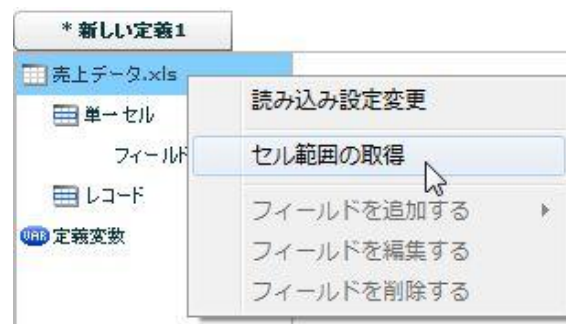 * 新しい定義1
売上データ.xls
単一セル
フィールド
レコード
VAR 定義変数
読み込み設定変更
セル範囲の取得
フィールドを追加する
フィールドを編集する
フィールドを削除する